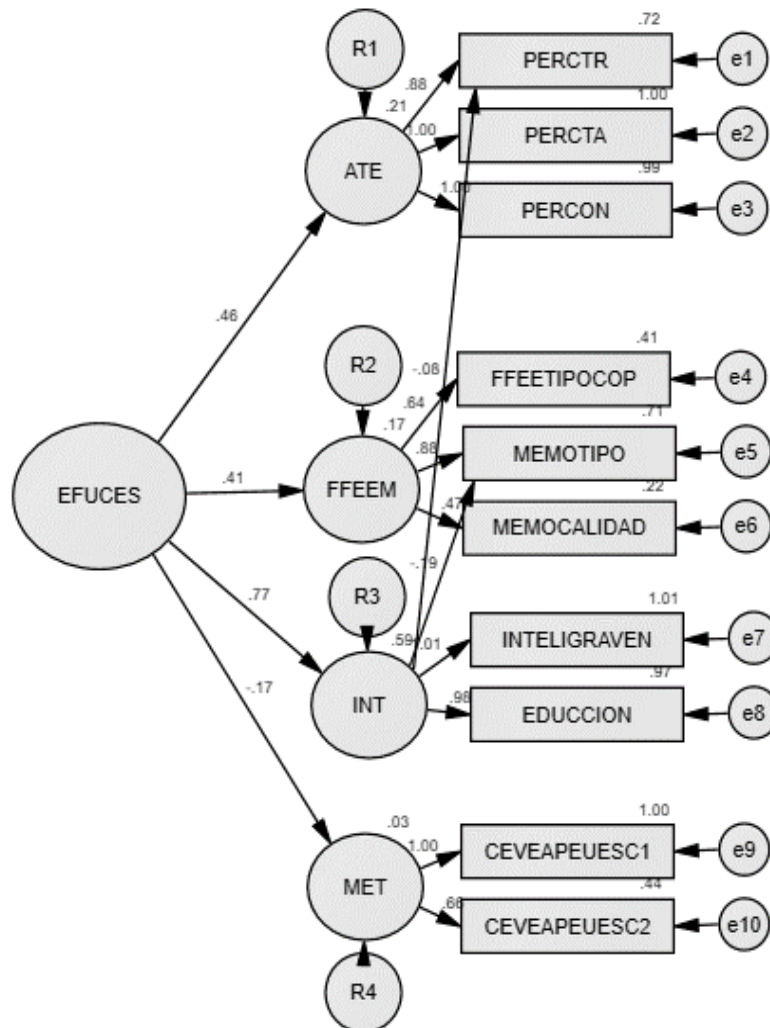 .72
R1
PERCTR
e1
.88
.21
1.00
1.00
PERCTA
e2
ATE
.99
1.00
PERCON
e3
.46
.41
R2
-.08
FFEETIPOCOP
e4
.64
.17
.71
.88
MEMOTIPO
e5
EFUCES
.41
FFEEM
.22
.47
MEMOCALIDAD
e6
-.19
R3
.77
1.01
.59
INTELIGRAVEN
e7
.97
INT
.98
EDUCCION
e8
-.17
1.00
.03
1.00
CEVEAPEUESC1
e9
MET
.44
.66
CEVEAPEUESC2
e10
R4